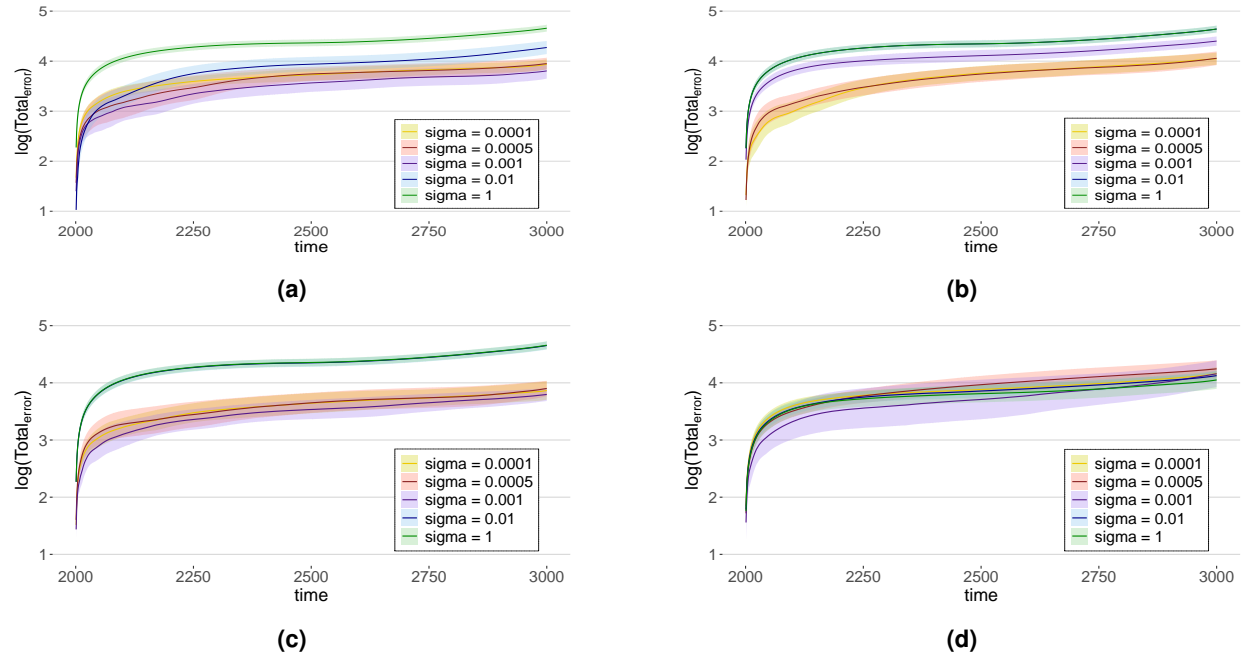 5
4
3
2
1
log(Total_error)
sigma = 0.0001
sigma = 0.0005
sigma = 0.001
sigma = 0.01
sigma = 1
2000 2250 2500 2750 3000
time
(a)
5
4
3
2
1
log(Total_error)
sigma = 0.0001
sigma = 0.0005
sigma = 0.001
sigma = 0.01
sigma = 1
2000 2250 2500 2750 3000
time
(b)
5
4
3
2
1
log(Total_error)
sigma = 0.0001
sigma = 0.0005
sigma = 0.001
sigma = 0.01
sigma = 1
2000 2250 2500 2750 3000
time
(c)
5
4
3
2
1
log(Total_error)
sigma = 0.0001
sigma = 0.0005
sigma = 0.001
sigma = 0.01
sigma = 1
2000 2250 2500 2750 3000
time
(d)